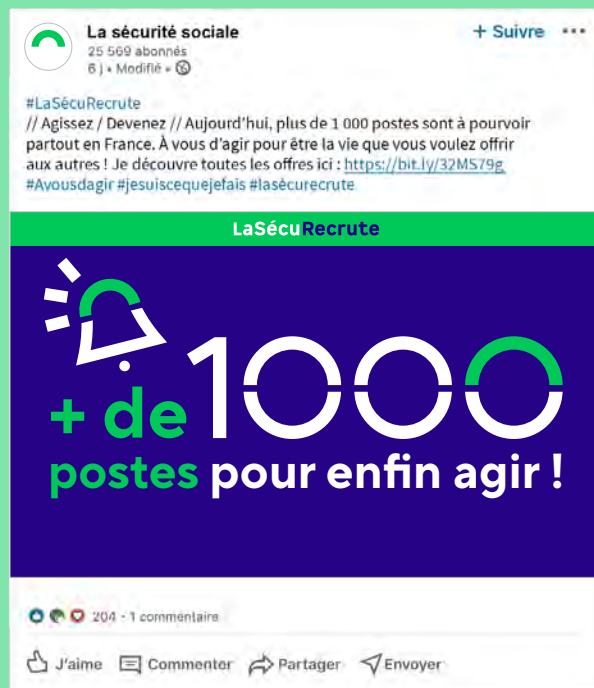 La sécurité sociale
+ Suivre
25 569 abonnés
6 j • Modifié •
#LaSécuRecrute
// Agissez / Devenez // Aujourd'hui, plus de 1 000 postes sont à pourvoir
partout en France. À vous d'agir pour être la vie que vous voulez offrir
aux autres ! Je découvre toutes les offres ici : https://bit.ly/32MS79g
#Avousdagir #jesuiscequejefais #lasécurecrute
LaSécuRecrute
+ de 1000
postes pour enfin agir !
204 · 1 commentaire
J'aime Commenter Partager Envoyer